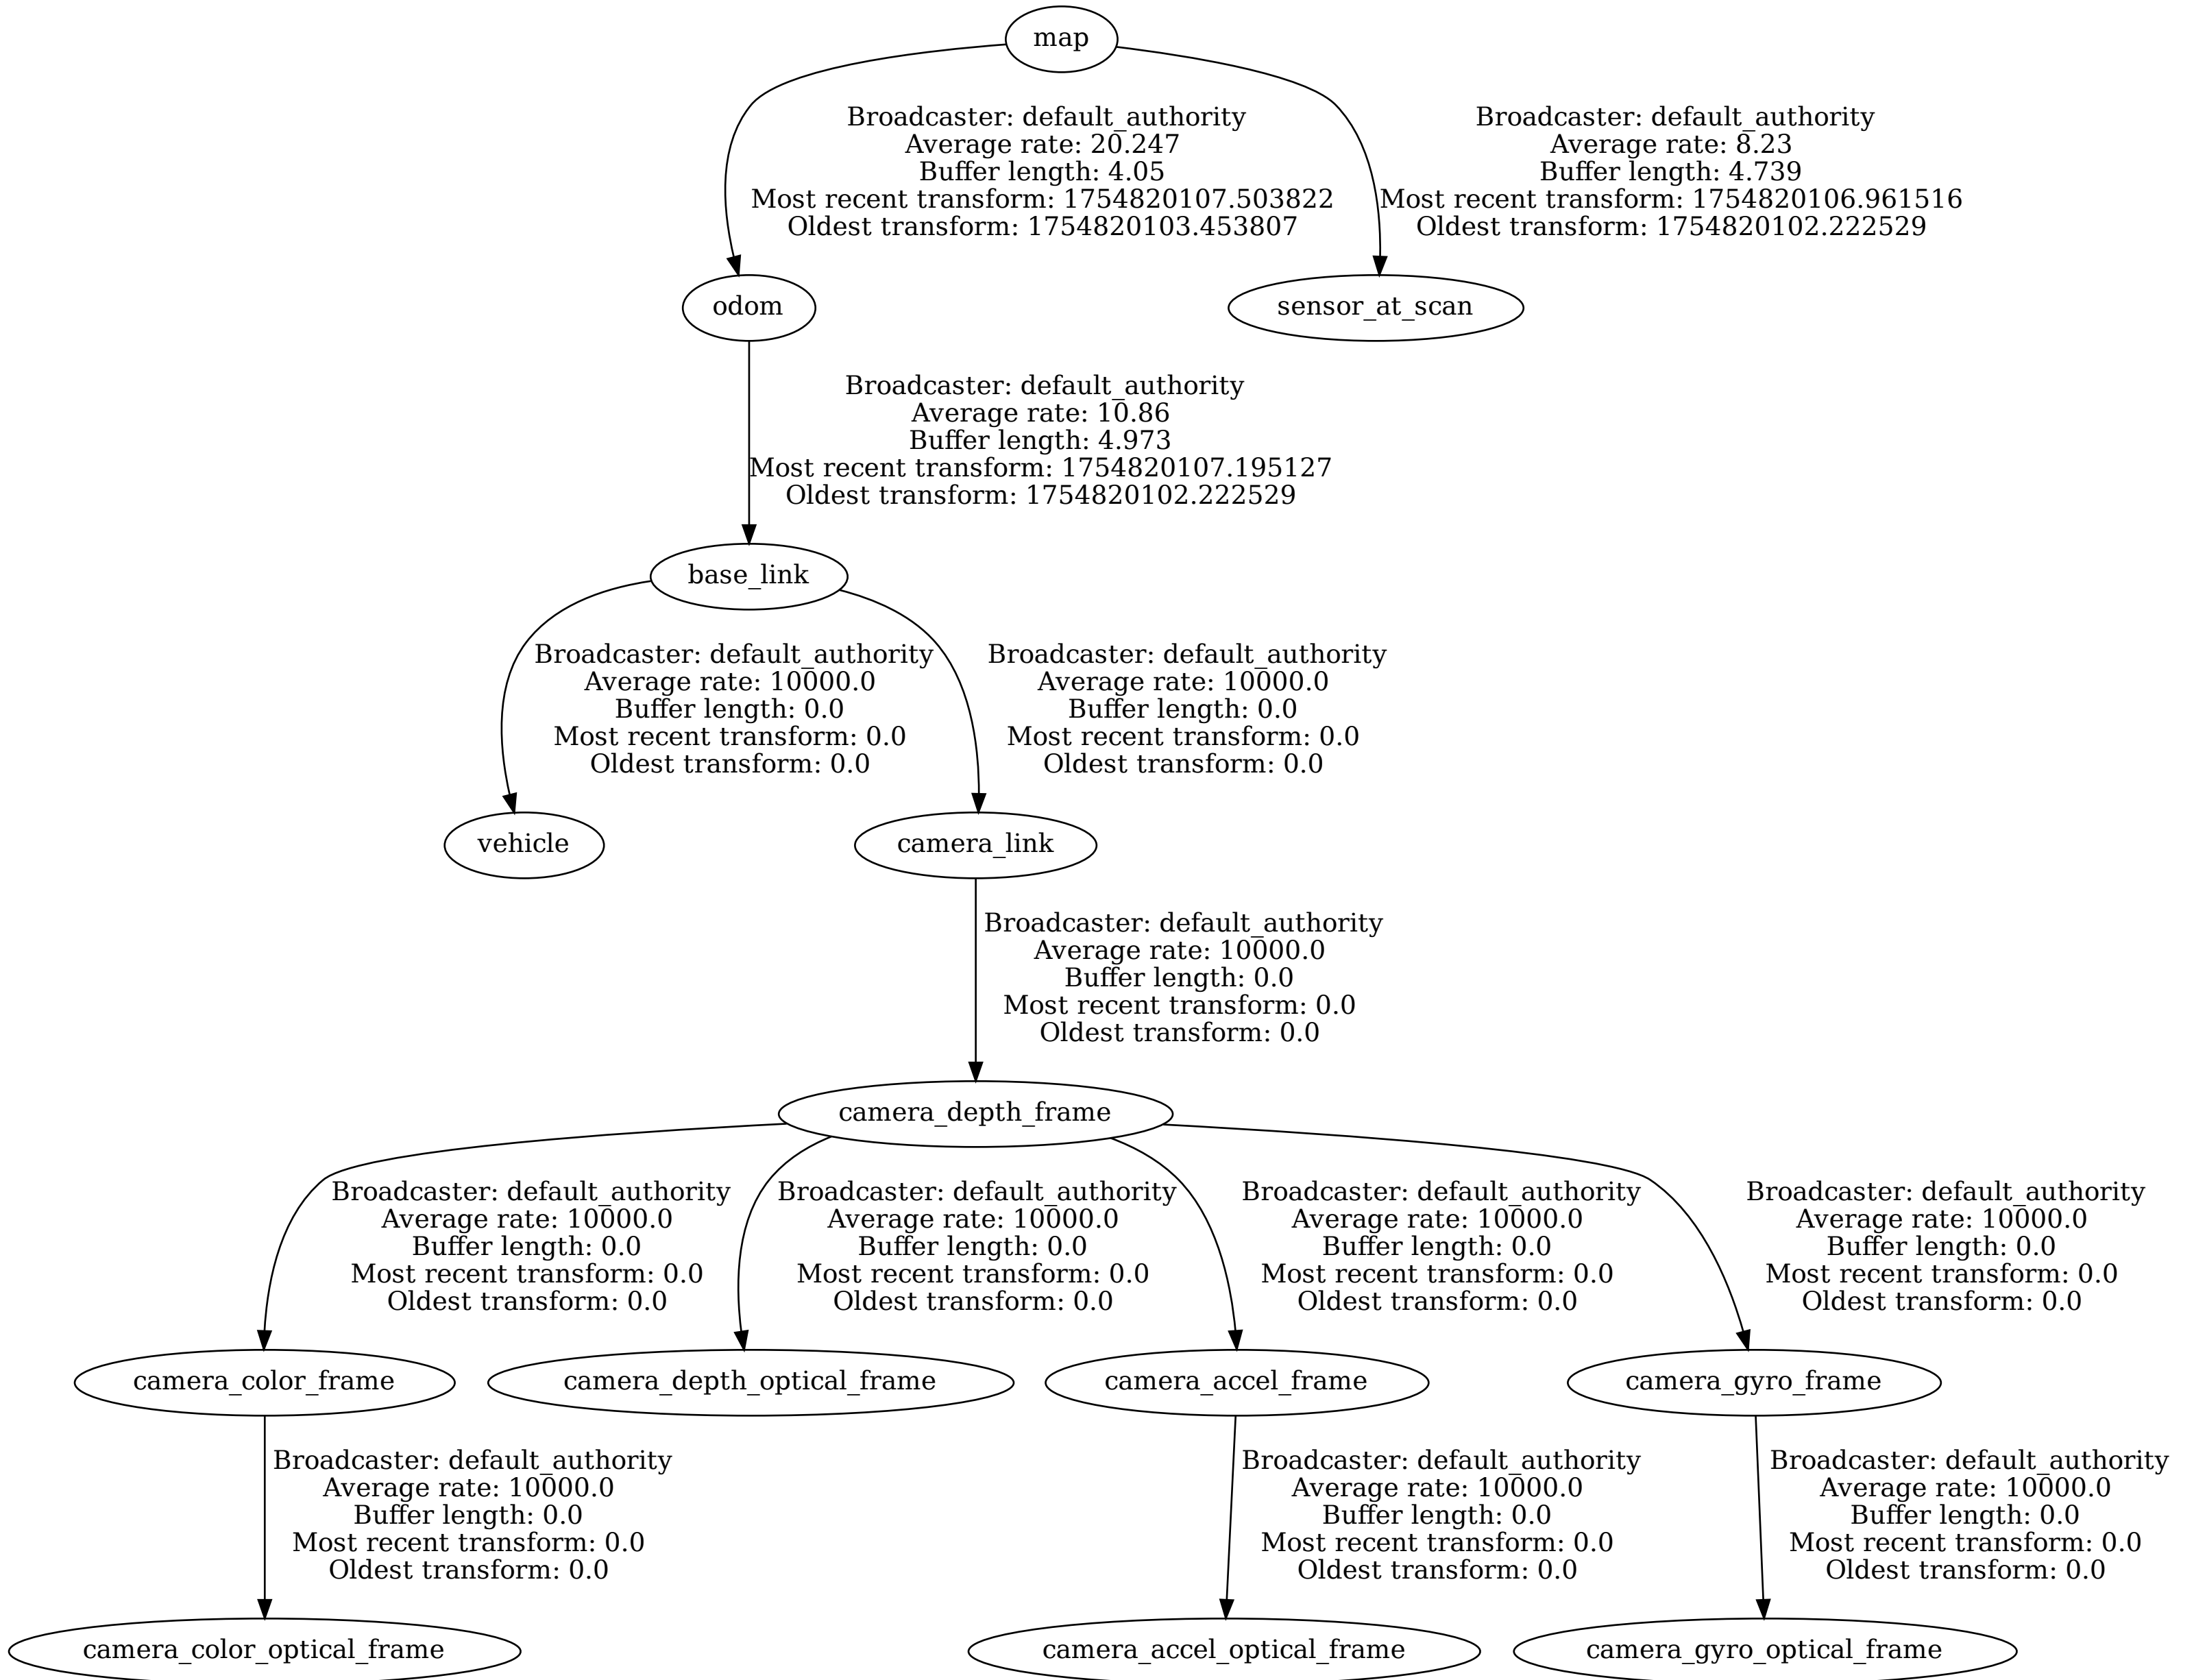 map
Broadcaster: default_authority
Average rate: 20.247
Buffer length: 4.05
Most recent transform: 1754820107.503822
Oldest transform: 1754820103.453807
Broadcaster: default_authority
Average rate: 8.23
Buffer length: 4.739
Most recent transform: 1754820106.961516
Oldest transform: 1754820102.222529
odom
sensor_at_scan
Broadcaster: default_authority
Average rate: 10.86
Buffer length: 4.973
Most recent transform: 1754820107.195127
Oldest transform: 1754820102.222529
base_link
Broadcaster: default_authority
Average rate: 10000.0
Buffer length: 0.0
Most recent transform: 0.0
Oldest transform: 0.0
Broadcaster: default_authority
Average rate: 10000.0
Buffer length: 0.0
Most recent transform: 0.0
Oldest transform: 0.0
vehicle
camera_link
Broadcaster: default_authority
Average rate: 10000.0
Buffer length: 0.0
Most recent transform: 0.0
Oldest transform: 0.0
camera_depth_frame
Broadcaster: default_authority
Average rate: 10000.0
Buffer length: 0.0
Most recent transform: 0.0
Oldest transform: 0.0
Broadcaster: default_authority
Average rate: 10000.0
Buffer length: 0.0
Most recent transform: 0.0
Oldest transform: 0.0
Broadcaster: default_authority
Average rate: 10000.0
Buffer length: 0.0
Most recent transform: 0.0
Oldest transform: 0.0
Broadcaster: default_authority
Average rate: 10000.0
Buffer length: 0.0
Most recent transform: 0.0
Oldest transform: 0.0
camera_color_frame
camera_depth_optical_frame
camera_accel_frame
camera_gyro_frame
Broadcaster: default_authority
Average rate: 10000.0
Buffer length: 0.0
Most recent transform: 0.0
Oldest transform: 0.0
Broadcaster: default_authority
Average rate: 10000.0
Buffer length: 0.0
Most recent transform: 0.0
Oldest transform: 0.0
Broadcaster: default_authority
Average rate: 10000.0
Buffer length: 0.0
Most recent transform: 0.0
Oldest transform: 0.0
camera_color_optical_frame
camera_accel_optical_frame
camera_gyro_optical_frame